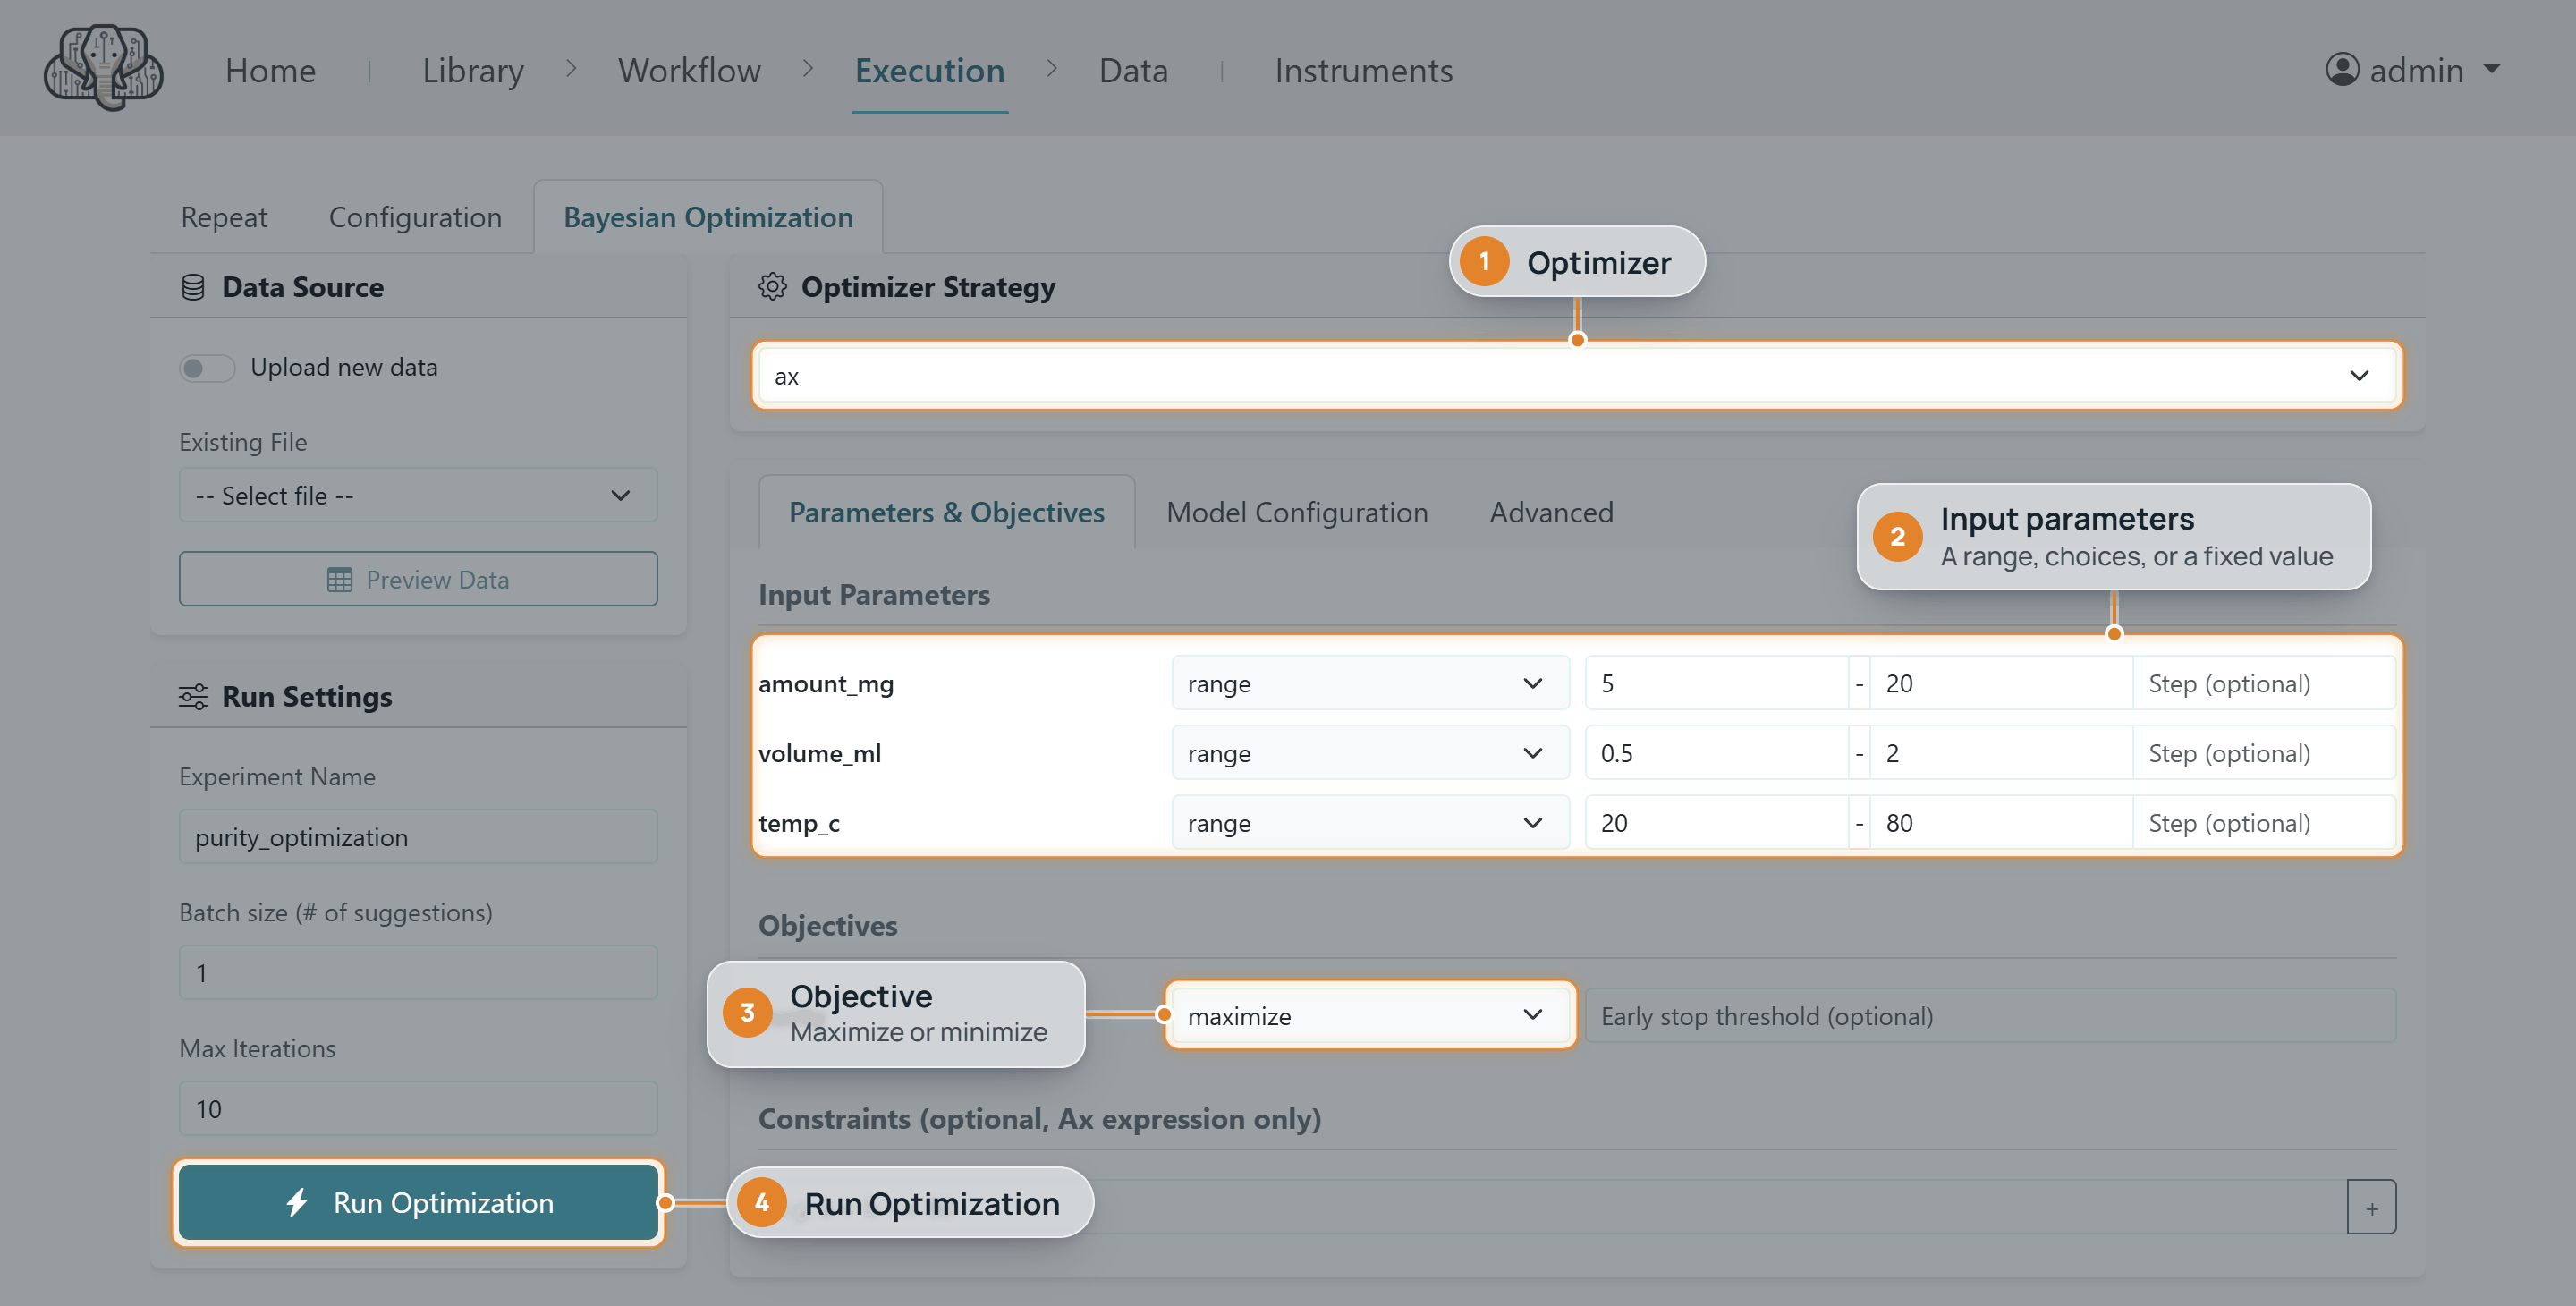 Home | Library > Workflow > Execution > Data | Instruments admin
Repeat Configuration Bayesian Optimization
Data Source
Upload new data
Existing File
-- Select file --
Preview Data
Run Settings
Experiment Name
purity_optimization
Batch size (# of suggestions)
1
Max Iterations
10
Run Optimization
Optimizer Strategy
1 Optimizer
ax
Parameters & Objectives Model Configuration Advanced
2 Input parameters
A range, choices, or a fixed value
Input Parameters
amount_mg range 5 - 20 Step (optional)
volume_ml range 0.5 - 2 Step (optional)
temp_c range 20 - 80 Step (optional)
Objectives
3 Objective
Maximize or minimize
maximize Early stop threshold (optional)
Constraints (optional, Ax expression only)
4 Run Optimization
+